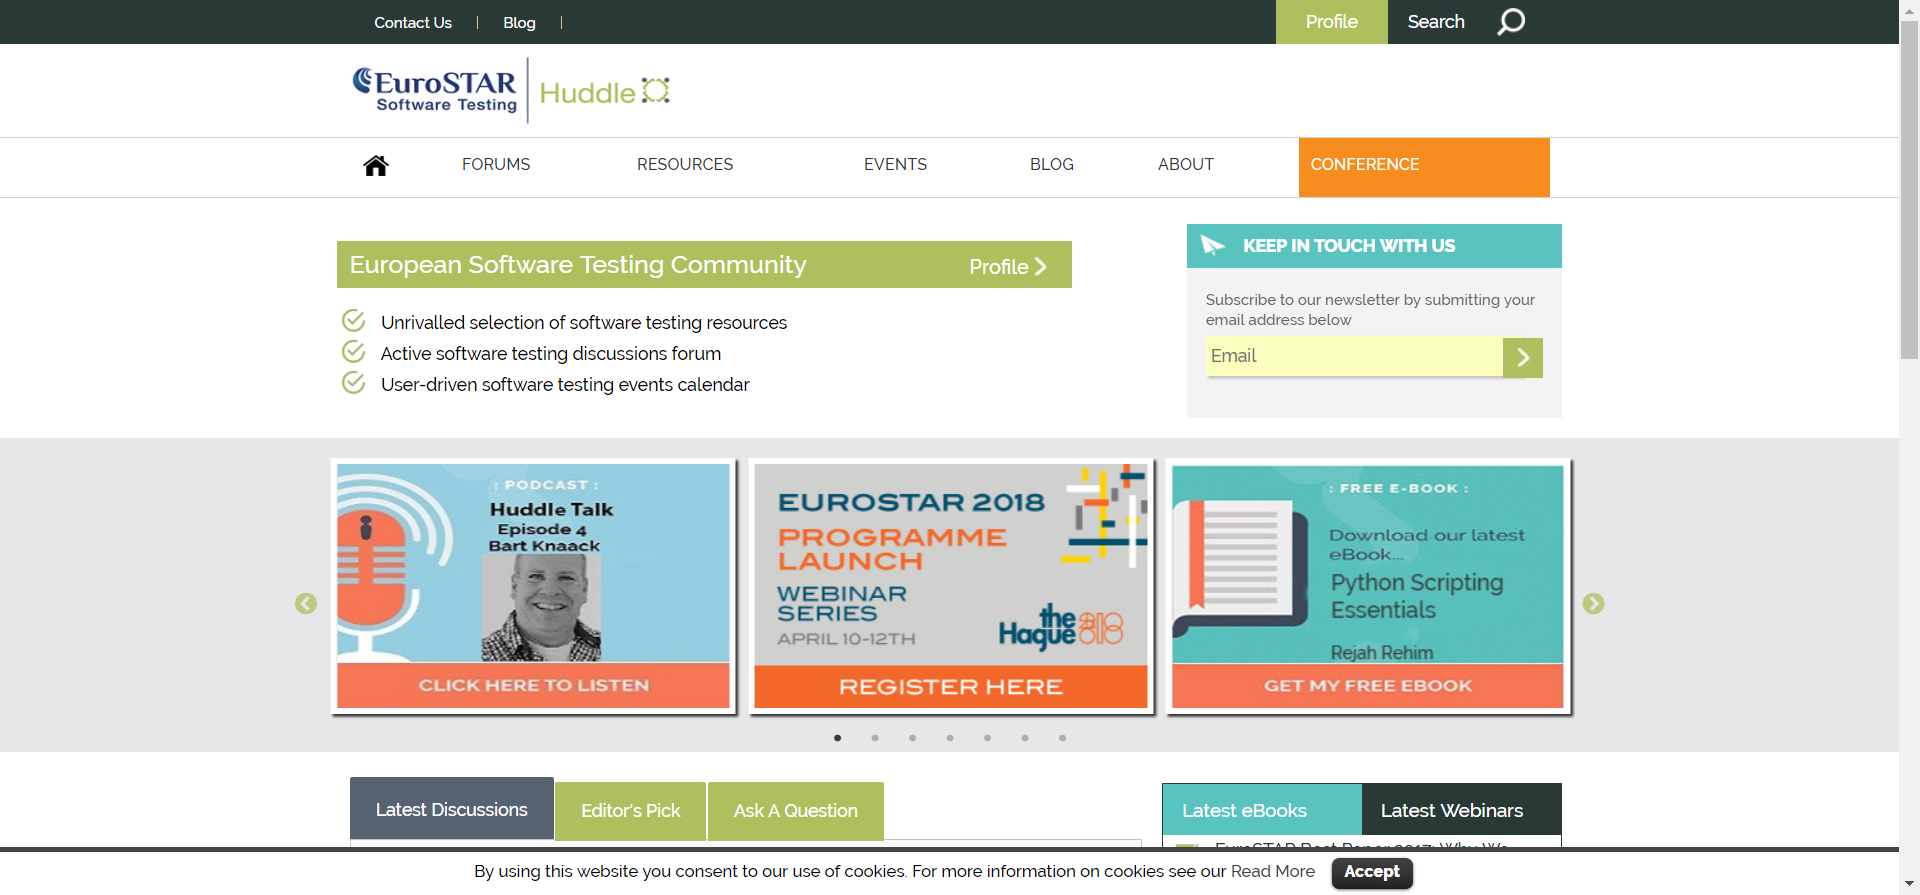 Contact Us
Blog
Profile
Search
EuroSTAR
Software Testing
Huddle
FORUMS
RESOURCES
EVENTS
BLOG
ABOUT
CONFERENCE
European Software Testing Community
Profile
Unrivalled selection of software testing resources
Active software testing discussions forum
User-driven software testing events calendar
KEEP IN TOUCH WITH US
Subscribe to our newsletter by submitting your
email address below
Email
: PODCAST :
Huddle Talk
Episode 4
Bart Knaack
CLICK HERE TO LISTEN
EUROSTAR 2018
PROGRAMME
LAUNCH
WEBINAR
SERIES
APRIL 10-12TH
the
Hague
2018
REGISTER HERE
: FREE E-BOOK :
Download our latest
eBook...
Python Scripting
Essentials
Rejah Rehim
GET MY FREE EBOOK
Latest Discussions
Editor's Pick
Ask A Question
Latest eBooks
Latest Webinars
EuroSTAR Best Paper 2017: Why We
By using this website you consent to our use of cookies. For more information on cookies see our Read More
Accept